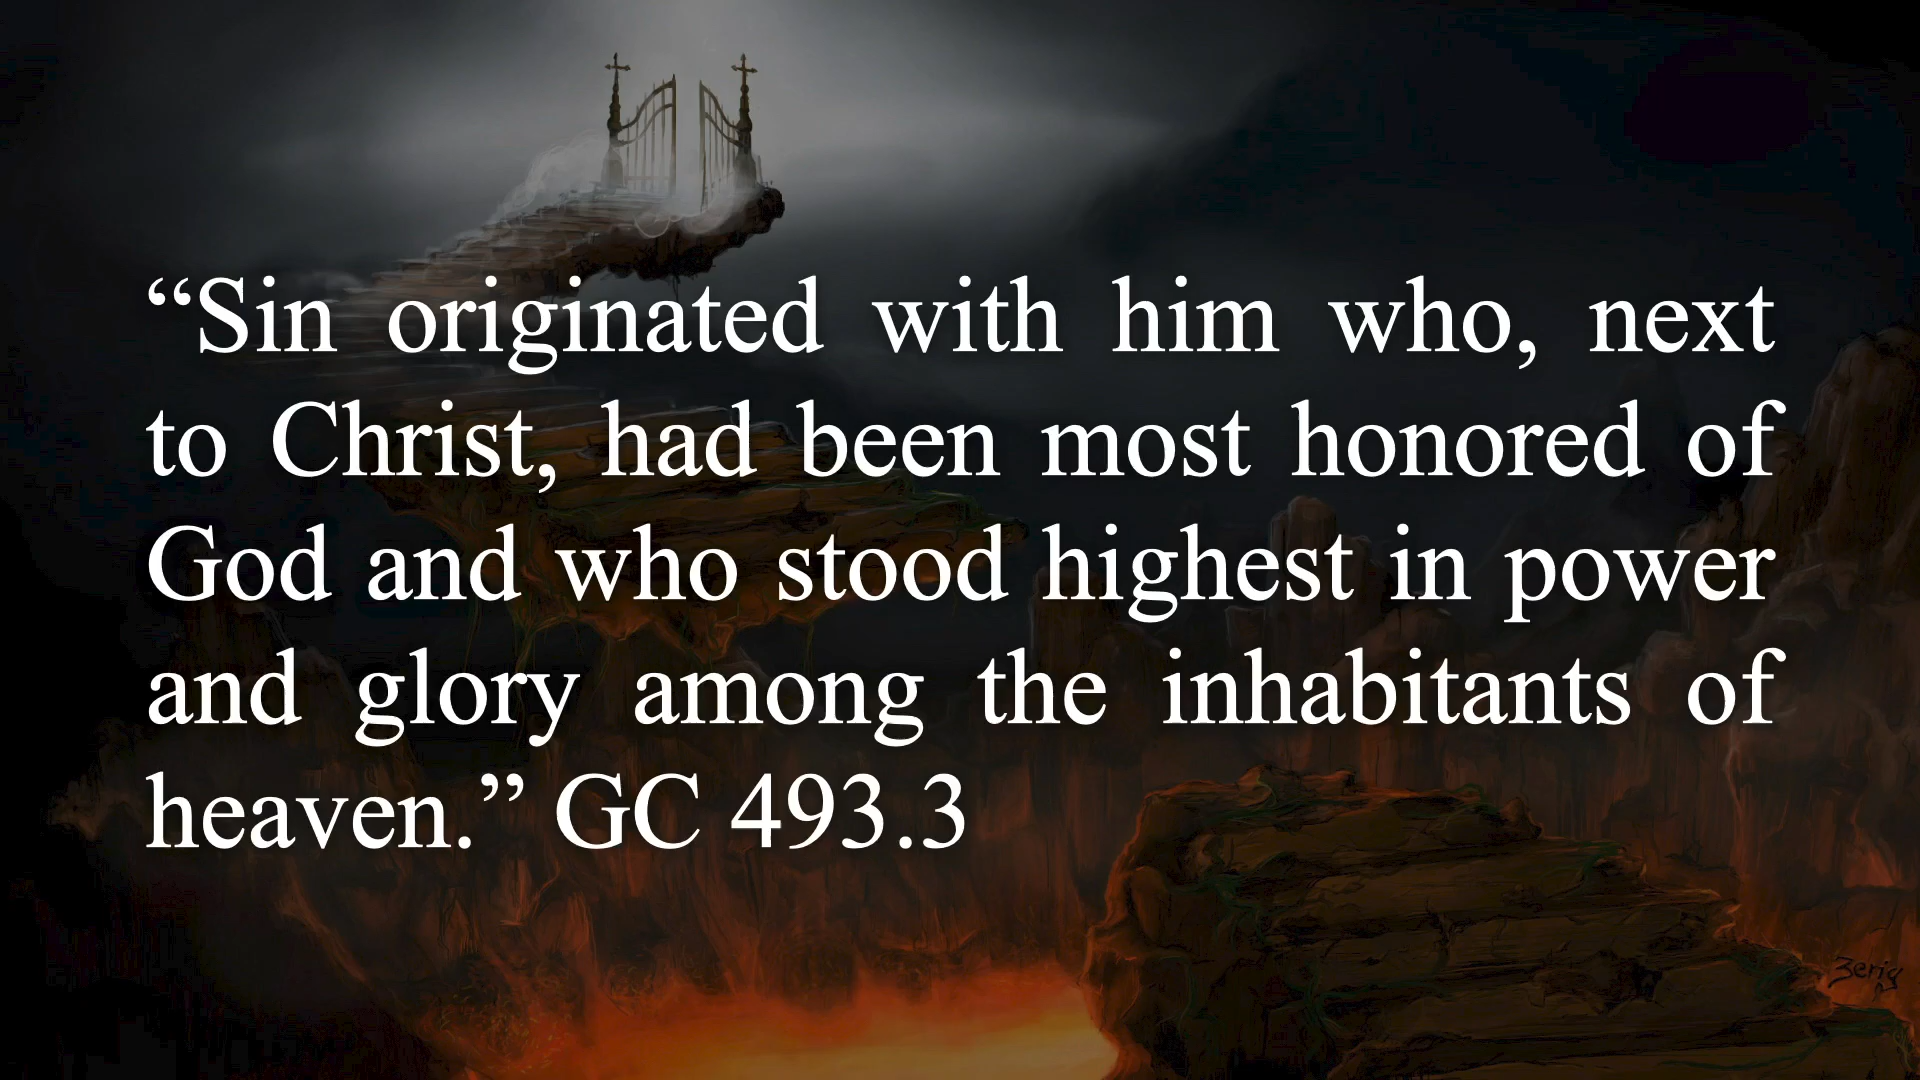 “Sin originated with him who, next
to Christ, had been most honored of
God and who stood highest in power
and glory among the inhabitants of
heaven.” GC 493.3